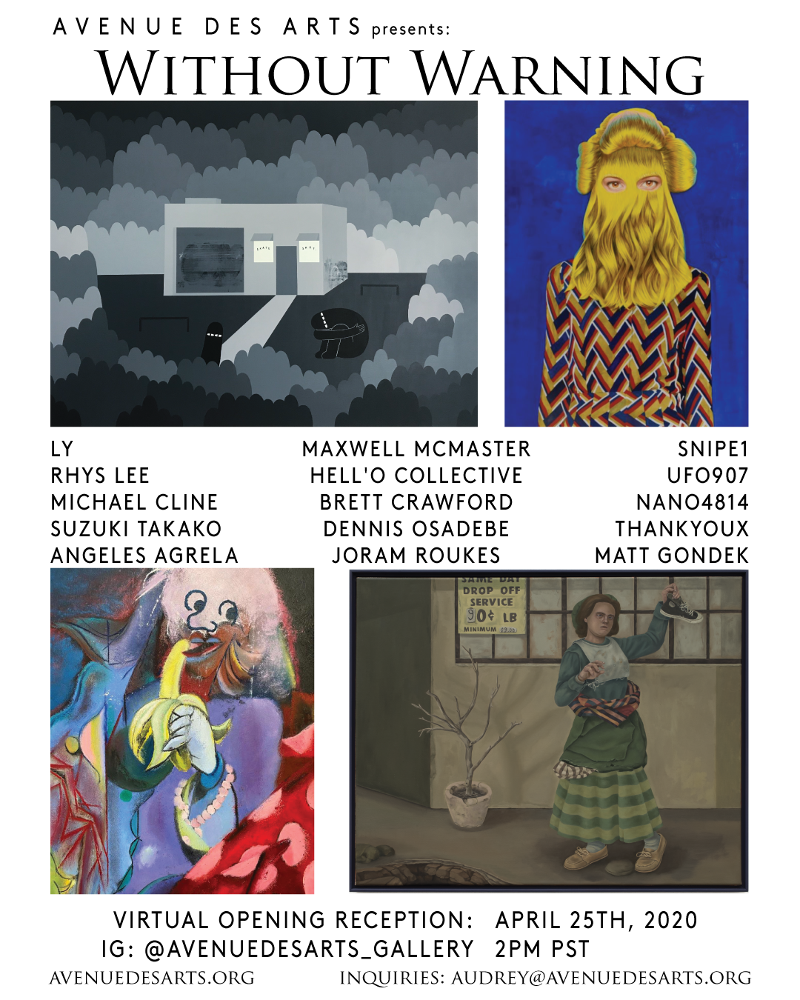 AVENUE DES ARTS presents:
WITHOUT WARNING
SKATE
LY
RHYS LEE
MICHAEL CLINE
SUZUKI TAKAKO
ANGELES AGRELA
MAXWELL MCMASTER
HELL'O COLLECTIVE
BRETT CRAWFORD
DENNIS OSADEBE
JORAM ROUKES
SNIPE1
UFO907
NANO4814
THANKYOUX
MATT GONDEK
SAME DAY
DROP OFF
SERVICE
90¢ LB
MINIMUM
VIRTUAL OPENING RECEPTION: APRIL 25TH, 2020
IG: @AVENUEDESARTS_GALLERY 2PM PST
AVENUEDESARTS.ORG INQUIRIES: AUDREY@AVENUEDESARTS.ORG